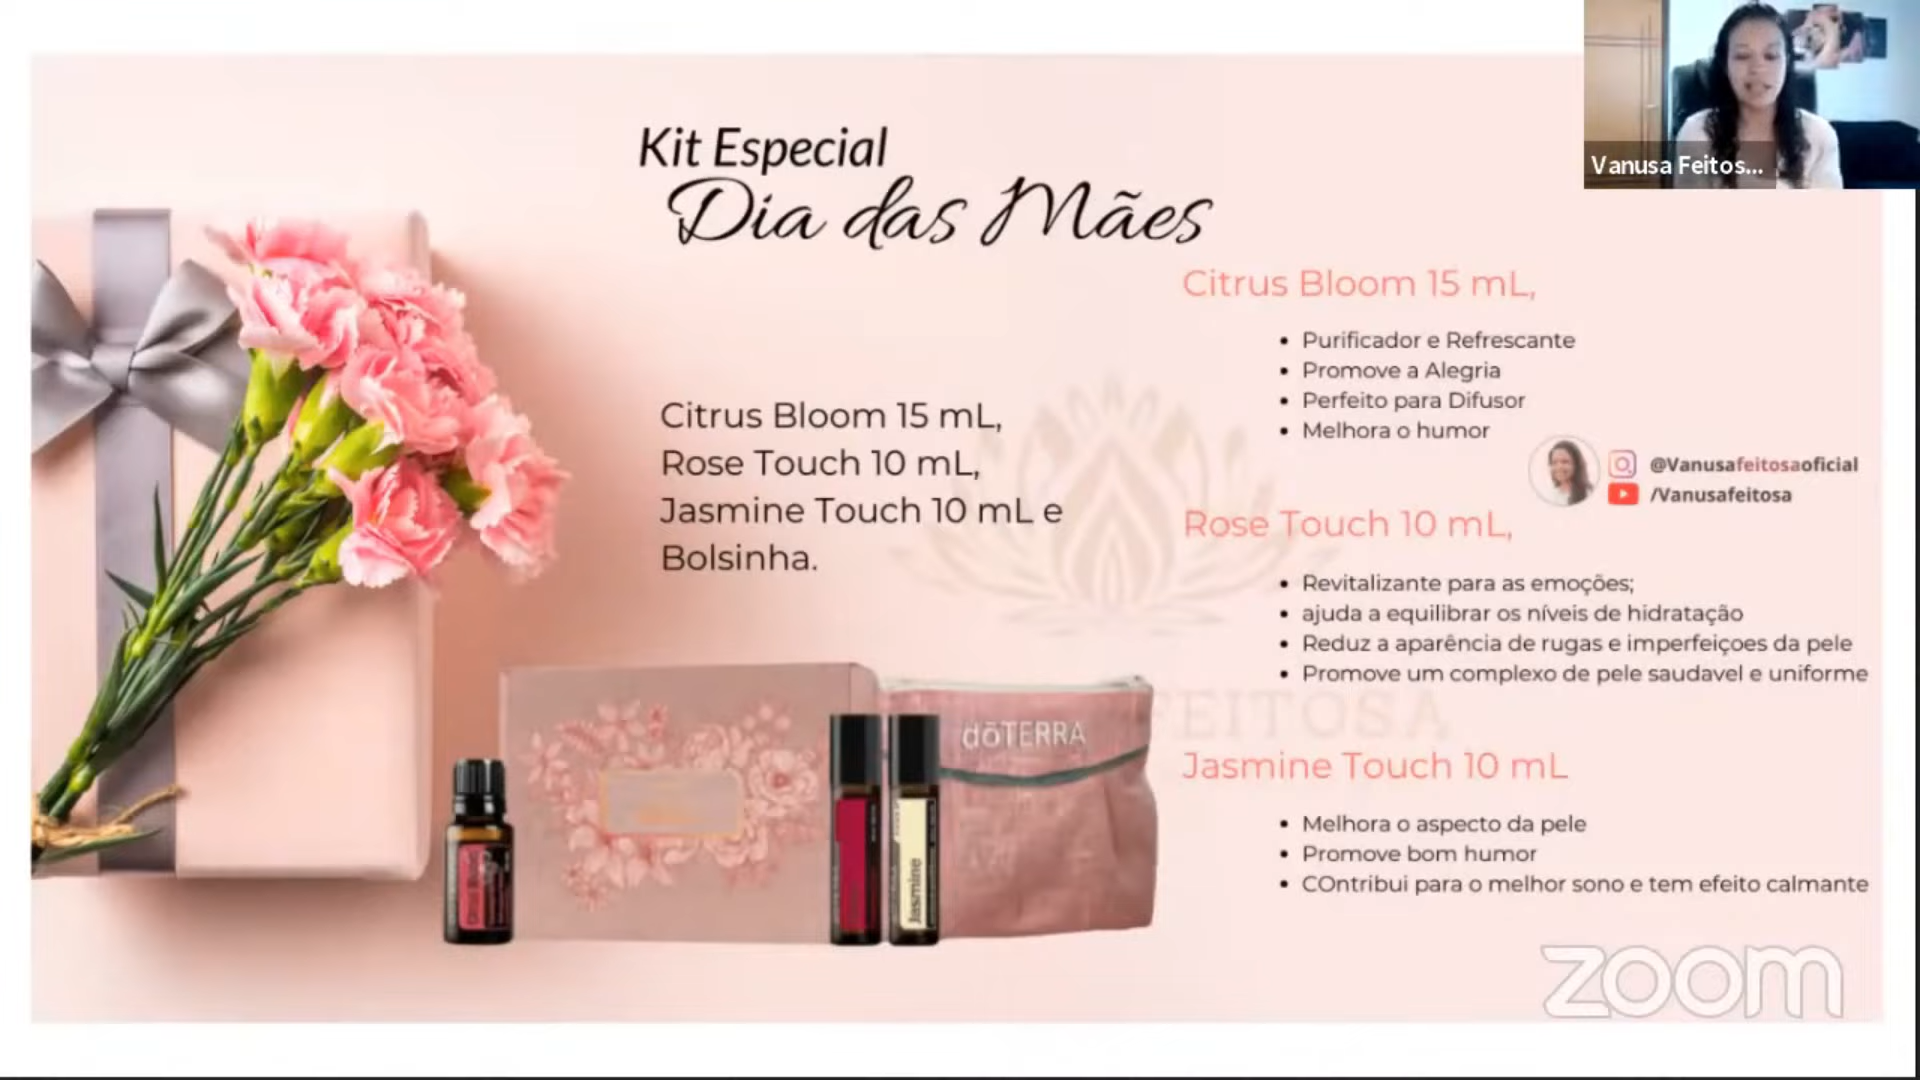 Vanusa Feitos...
Kit Especial
Dia das Mães
Citrus Bloom 15 mL,
Rose Touch 10 mL,
Jasmine Touch 10 mL e
Bolsinha.
Citrus Bloom 15 mL,
• Purificador e Refrescante
• Promove a Alegria
• Perfeito para Difusor
• Melhora o humor
@Vanusafeitosaoficial
/Vanusafeitosa
Rose Touch 10 mL,
• Revitalizante para as emoções;
• ajuda a equilibrar os níveis de hidratação
• Reduz a aparência de rugas e imperfeiçoes da pele
• Promove um complexo de pele saudavel e uniforme
FEITOSA
Jasmine Touch 10 mL
• Melhora o aspecto da pele
• Promove bom humor
• COntribui para o melhor sono e tem efeito calmante
dōTERRA
Jasmine
zoom